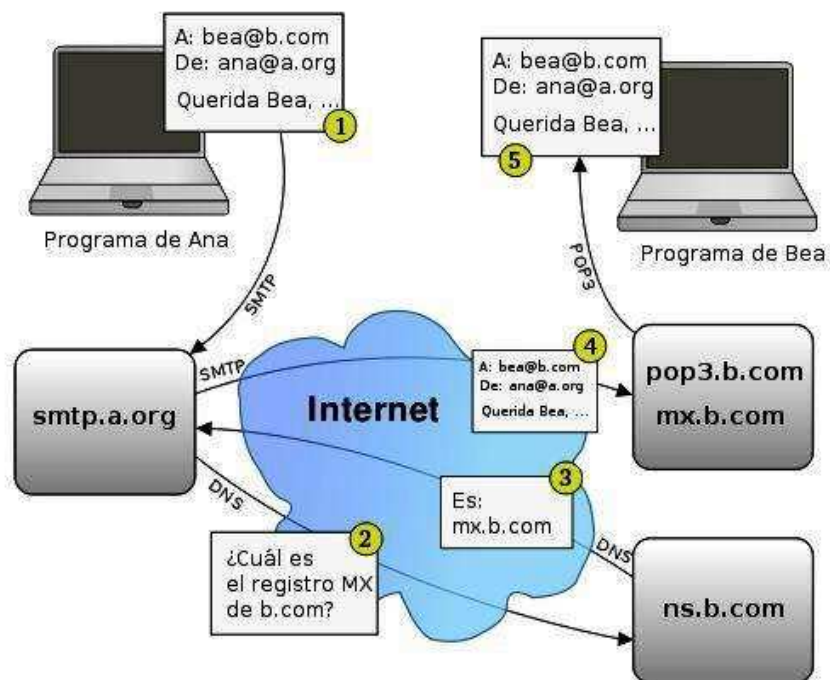 A: bea@b.com
De: ana@a.org
Querida Bea, ...
1
Programa de Ana
A: bea@b.com
De: ana@a.org
Querida Bea, ...
5
Programa de Bea
SMTP
POP3
smtp.a.org
SMTP
Internet
4
A: bea@b.com
De: ana@a.org
Querida Bea, ...
pop3.b.com
mx.b.com
DNS
3
Es:
mx.b.com
2
¿Cuál es
el registro MX
de b.com?
DNS
ns.b.com